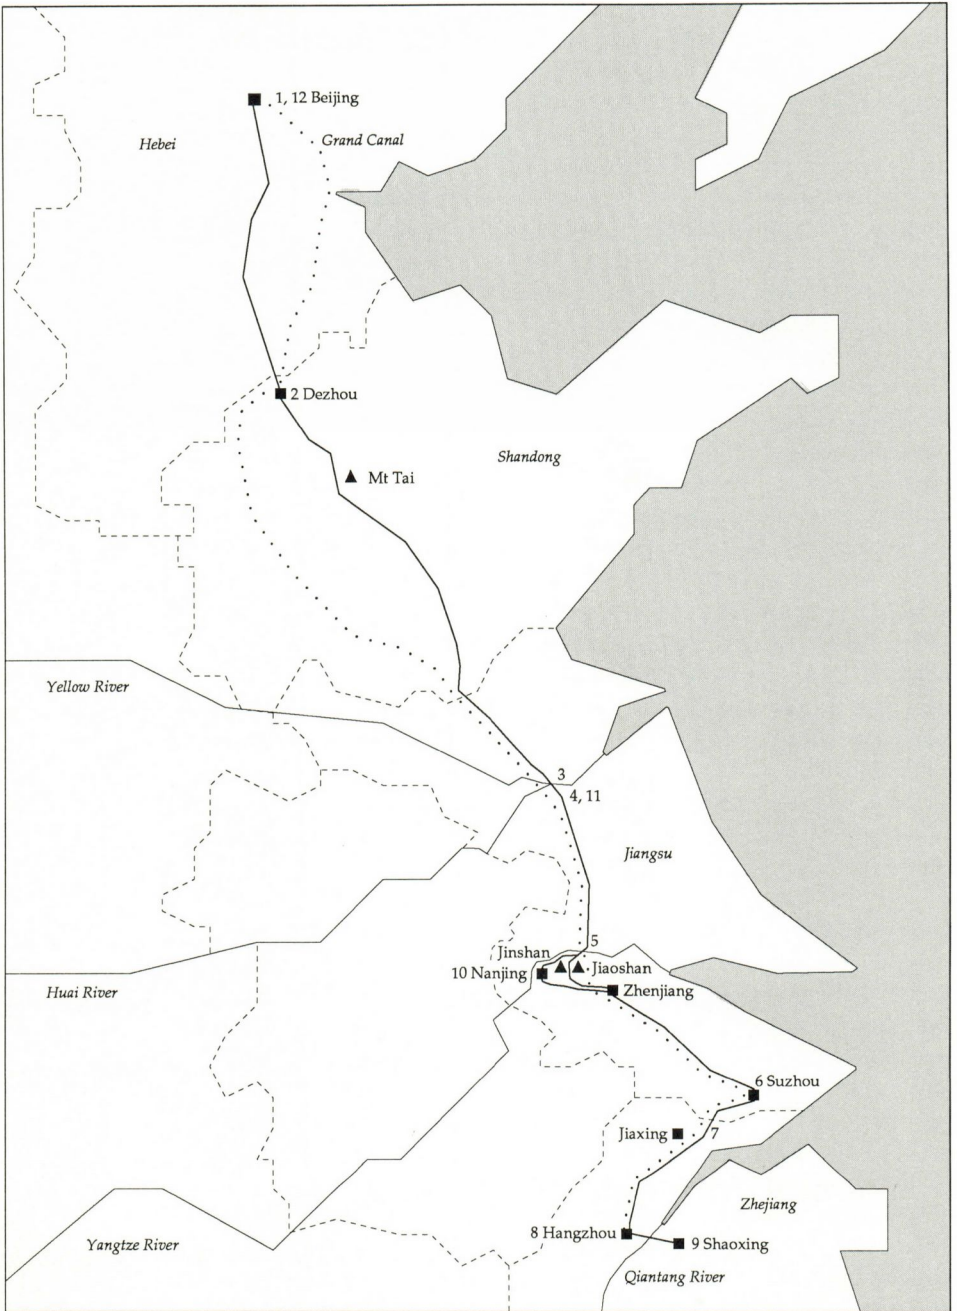 1, 12 Beijing
Hebei
Grand Canal
2 Dezhou
Shandong
Mt Tai
Yellow River
3
4, 11
Jiangsu
5
Jinshan
10 Nanjing
Jiaoshan
Huai River
Zhenjiang
6 Suzhou
Jiaxing
7
Zhejiang
8 Hangzhou
Yangtze River
9 Shaoxing
Qiantang River